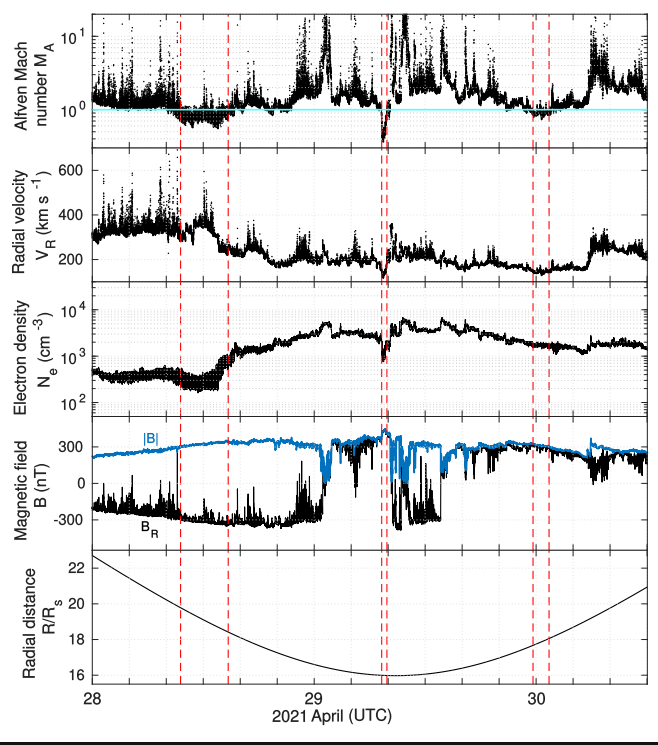 Alfven Mach
number M_A
10^1
10^0
Radial velocity
V_R (km s^-1)
600
400
200
Electron density
N_e (cm^-3)
10^4
10^3
10^2
Magnetic field
B (nT)
300
0
-300
|B|
B_R
Radial distance
R/R_s
22
20
18
16
28
29
30
2021 April (UTC)